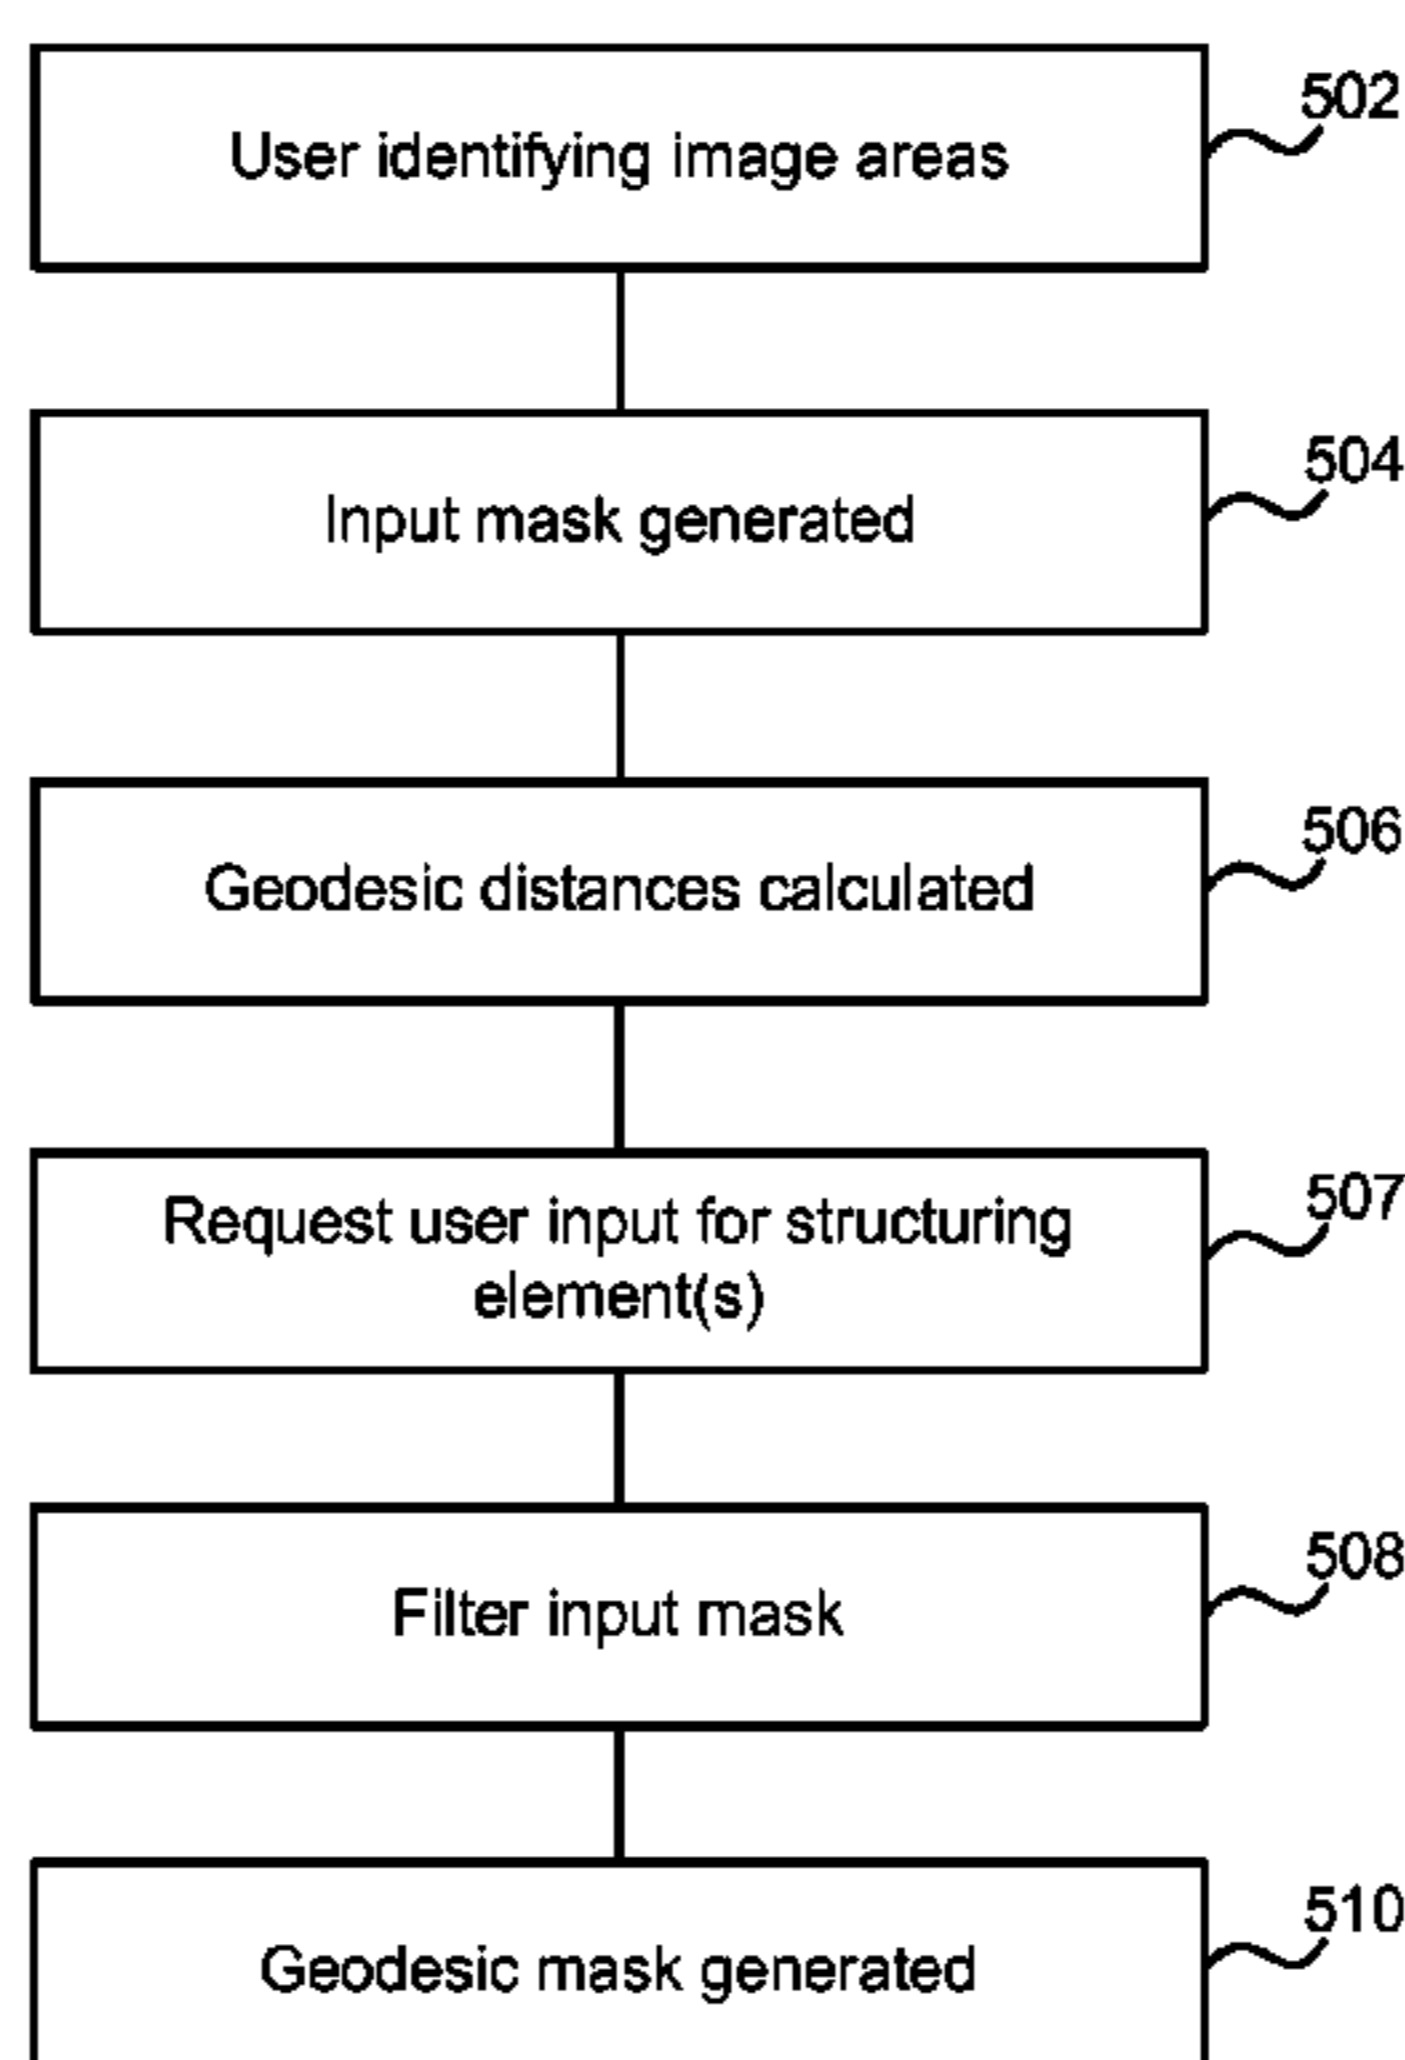 User identifying image areas
502
Input mask generated
504
Geodesic distances calculated
506
Request user input for structuring
element(s)
507
Filter input mask
508
Geodesic mask generated
510